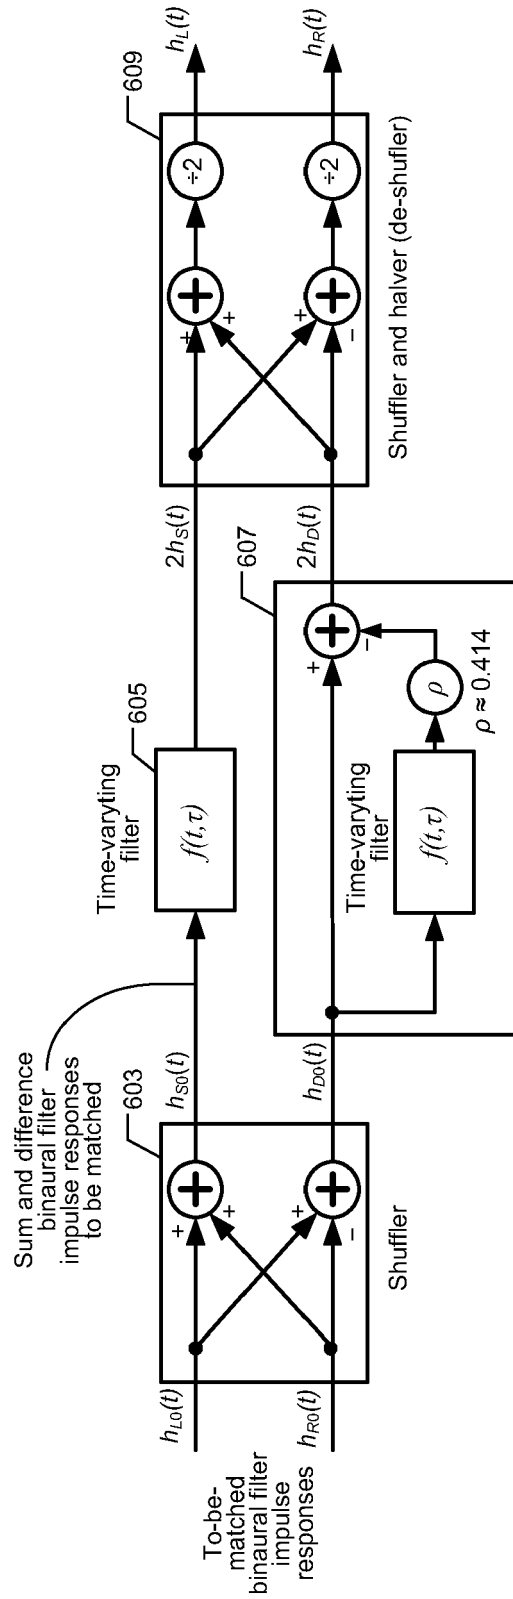 To-be-
matched
binaural filter
impulse
responses
h_L0(t)
h_R0(t)
+
+
+
–
Shuffler
603
Sum and difference
binaural filter
impulse responses
to be matched
h_S0(t)
h_D0(t)
Time-varyting
filter
605
f(t,τ)
Time-varyting
filter
f(t,τ)
ρ
ρ ≈ 0.414
+
–
607
2h_S(t)
2h_D(t)
+
+
+
–
÷2
÷2
609
Shuffler and halver (de-shufler)
h_L(t)
h_R(t)